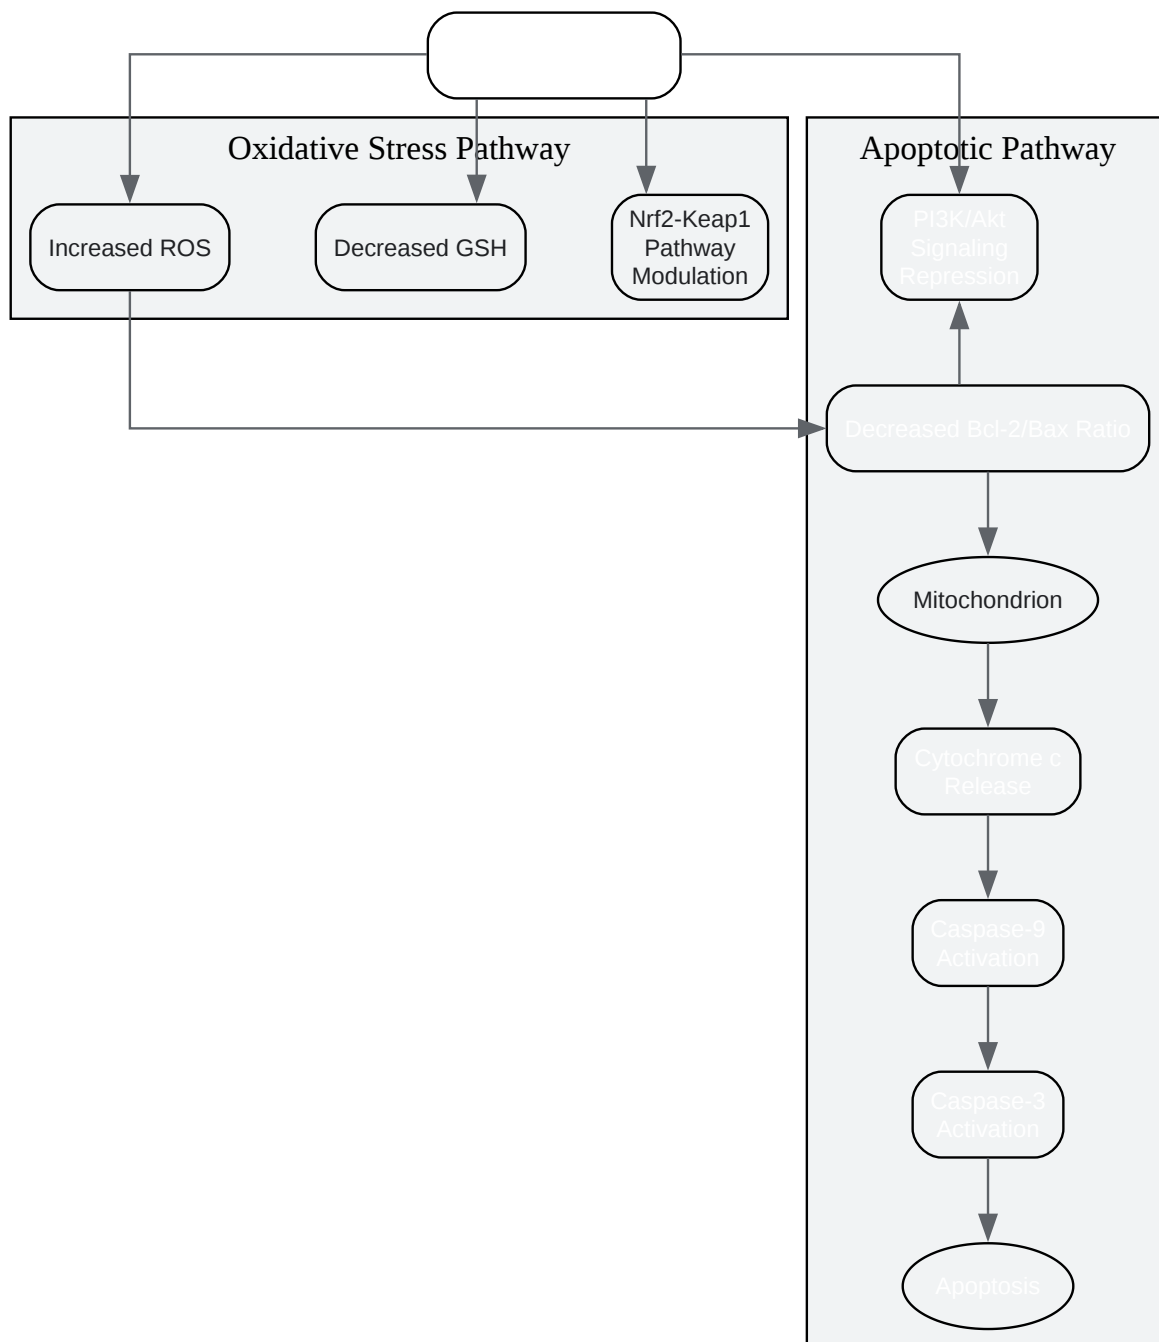 Oxidative Stress Pathway
Apoptotic Pathway
Increased ROS
Decreased GSH
Nrf2-Keap1
Pathway
Modulation
PI3K/Akt
Signaling
Repression
Decreased Bcl-2/Bax Ratio
Mitochondrion
Cytochrome c
Release
Caspase-9
Activation
Caspase-3
Activation
Apoptosis